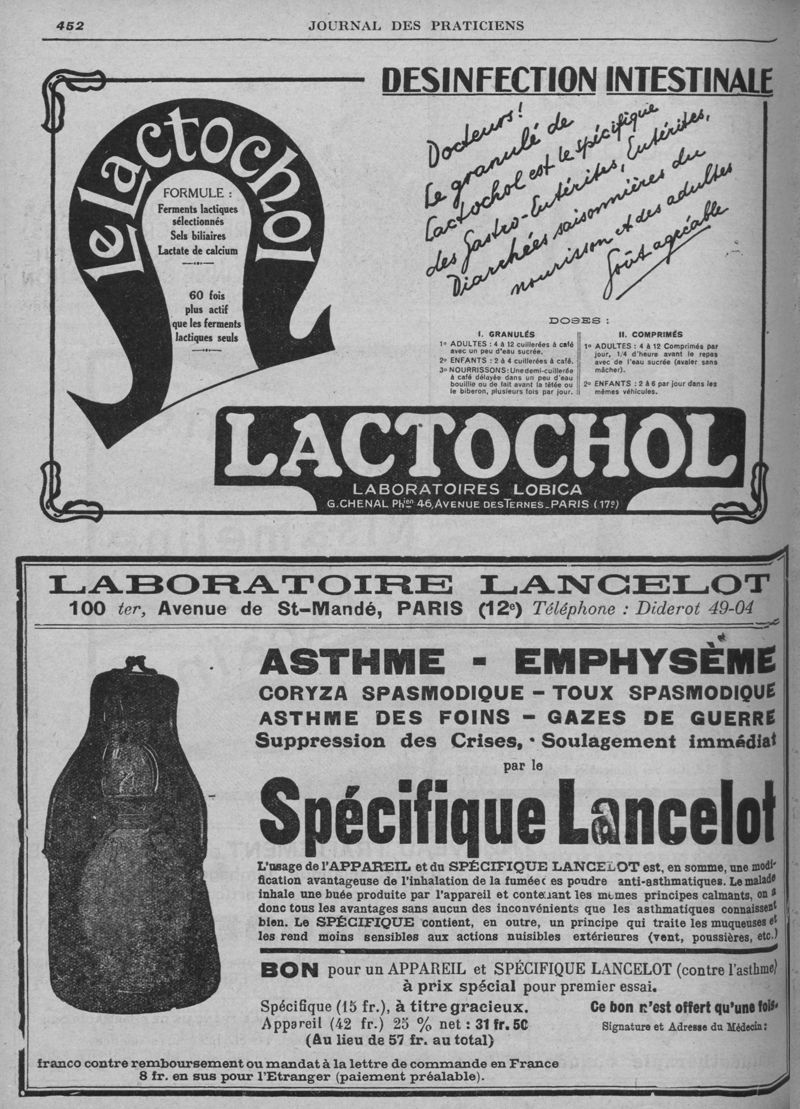 452
JOURNAL DES PRATICIENS
DESINFECTION INTESTINALE
Le Lactochol
FORMULE :
Ferments lactiques
sélectionnés
Sels biliaires
Lactate de calcium
60 fois
plus actif
que les ferments
lactiques seuls
Docteurs!
Le granulé de
Lactochol est le spécifique
des Gastro-Entérites, Entérites,
Diarchées saisonnières du
nourisson et des adultes
Goût agréable
DOSES :
I. GRANULÉS
1º ADULTES : 4 à 12 cuillerées à café
avec un peu d'eau sucrée.
2º ENFANTS : 2 à 4 cuillerées à café.
3º NOURRISSONS: Une demi-cuillerée
à café délayée dans un peu d'eau
bouillie ou de lait avant la tétée ou
le biberon, plusieurs fois par jour.
II. COMPRIMÉS
1º ADULTES : 4 à 12 Comprimés par
jour, 1/4 d'heure avant le repas
avec de l'eau sucrée (avaler sans
mâcher).
2º ENFANTS : 2 à 6 par jour dans les
mêmes véhicules.
LACTOCHOL
LABORATOIRES LOBICA
G. CHENAL Phien 46, AVENUE DES TERNES_PARIS (17e)
LABORATOIRE LANCELOT
100 ter, Avenue de St-Mandé, PARIS (12e) Téléphone : Diderot 49-04
ASTHME - EMPHYSÈME
CORYZA SPASMODIQUE - TOUX SPASMODIQUE
ASTHME DES FOINS - GAZES DE GUERRE
Suppression des Crises, · Soulagement immédiat
par le
Spécifique Lancelot
L'usage de l'APPAREIL et du SPÉCIFIQUE LANCELOT est, en somme, une modi-
fication avantageuse de l'inhalation de la fumée es poudre anti-asthmatiques. Le malade
inhale une buée produite par l'appareil et contenant les mêmes principes calmants, on a
donc tous les avantages sans aucun des inconvénients que les asthmatiques connaissent
bien. Le SPÉCIFIQUE contient, en outre, un principe qui traite les muqueuses et
les rend moins sensibles aux actions nuisibles extérieures (vent, poussières, etc.)
BON pour un APPAREIL et SPÉCIFIQUE LANCELOT (contre l'asthme)
à prix spécial pour premier essai.
Spécifique (15 fr.), à titre gracieux.
Appareil (42 fr.) 25 % net : 31 fr. 50
(Au lieu de 57 fr. au total)
Ce bon n'est offert qu'une fois.
Signature et Adresse du Médecin :
franco contre remboursement ou mandat à la lettre de commande en France
8 fr. en sus pour l'Etranger (paiement préalable).